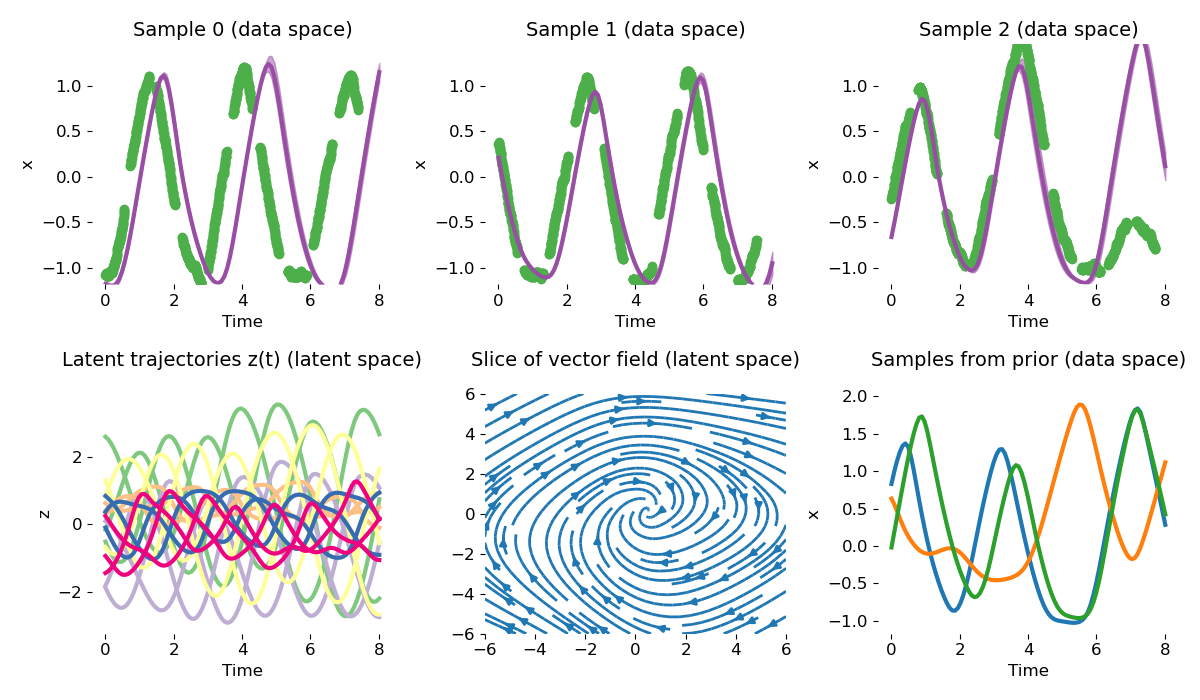 Sample 0 (data space)
Sample 1 (data space)
Sample 2 (data space)
1.0
0.5
0.0
−0.5
−1.0
x
0 2 4 6 8
Time
1.0
0.5
0.0
−0.5
−1.0
x
0 2 4 6 8
Time
1.0
0.5
0.0
−0.5
−1.0
x
0 2 4 6 8
Time
Latent trajectories z(t) (latent space)
Slice of vector field (latent space)
Samples from prior (data space)
2
0
−2
z
0 2 4 6 8
Time
6
4
2
0
−2
−4
−6
−6 −4 −2 0 2 4 6
2.0
1.5
1.0
0.5
0.0
−0.5
−1.0
x
0 2 4 6 8
Time